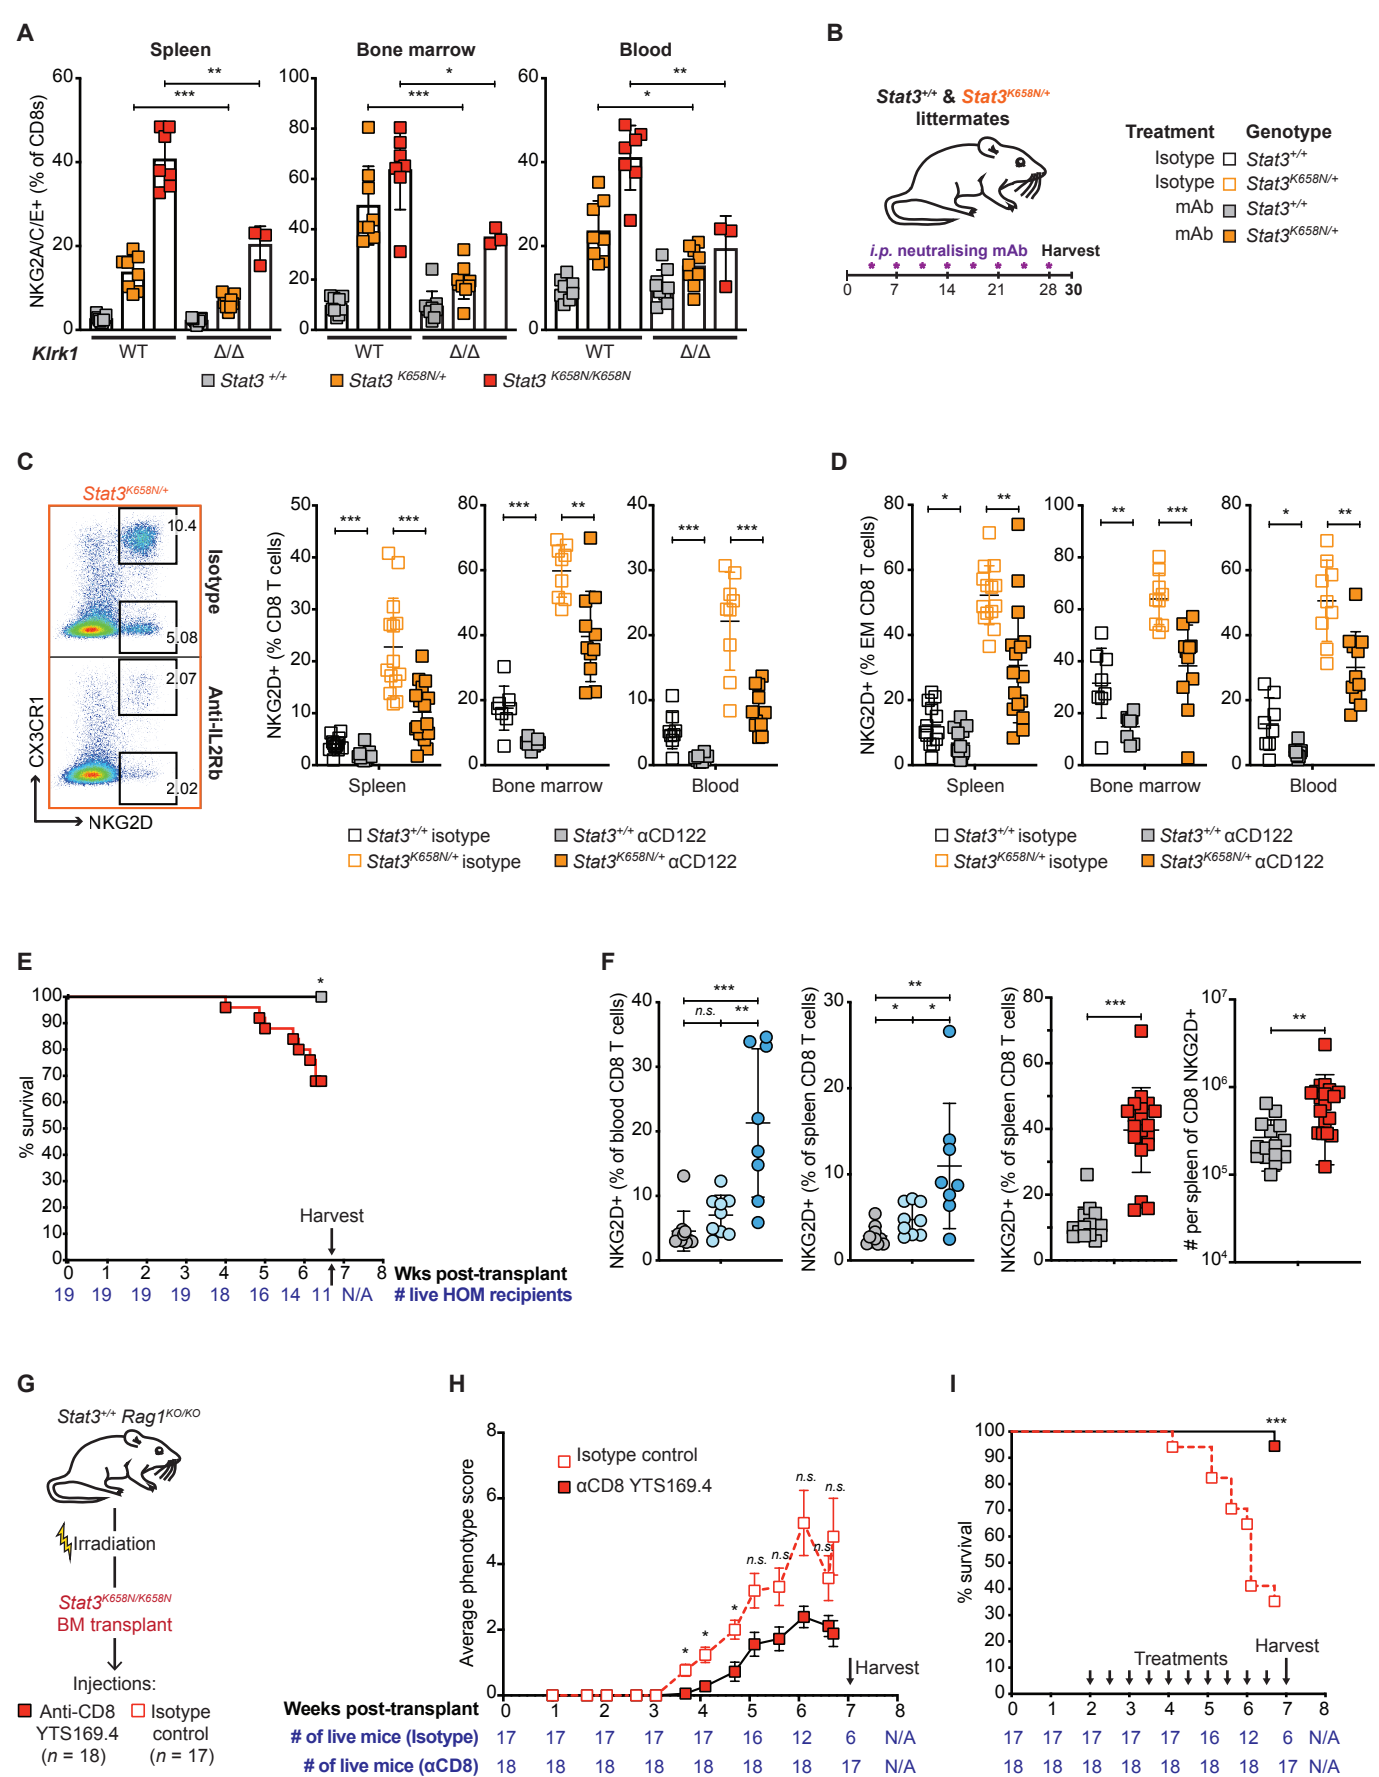 A
Spleen
Bone marrow
Blood
NKG2A/C/E+ (% of CD8s)
60
40
20
0
**
***
100
80
60
40
20
0
*
***
60
40
20
0
**
*
Klrk1
WT
Δ/Δ
WT
Δ/Δ
WT
Δ/Δ
Stat3 +/+
Stat3 K658N/+
Stat3 K658N/K658N
B
Stat3+/+ & Stat3K658N/+
littermates
Treatment Genotype
Isotype Stat3+/+
Isotype Stat3K658N/+
mAb Stat3+/+
mAb Stat3K658N/+
i.p. neutralising mAb Harvest
* * * * * * * *
0 7 14 21 28 30
C
Stat3K658N/+
10.4
5.08
2.07
2.02
Isotype
Anti-IL2Rb
CX3CR1
NKG2D
NKG2D+ (% CD8 T cells)
50
40
30
20
10
0
*** ***
Spleen
80
60
40
20
0
*** **
Bone marrow
40
30
20
10
0
*** ***
Blood
Stat3+/+ isotype
Stat3+/+ αCD122
Stat3K658N/+ isotype
Stat3K658N/+ αCD122
D
NKG2D+ (% EM CD8 T cells)
80
60
40
20
0
* **
Spleen
100
80
60
40
20
0
** ***
Bone marrow
80
60
40
20
0
* **
Blood
Stat3+/+ isotype
Stat3+/+ αCD122
Stat3K658N/+ isotype
Stat3K658N/+ αCD122
E
% survival
100
90
80
70
60
50
40
30
20
10
0
*
Harvest
0 1 2 3 4 5 6 7 8 Wks post-transplant
19 19 19 19 18 16 14 11 N/A # live HOM recipients
F
NKG2D+ (% of blood CD8 T cells)
40
30
20
10
0
***
n.s. **
NKG2D+ (% of spleen CD8 T cells)
30
20
10
0
**
* *
NKG2D+ (% of spleen CD8 T cells)
80
60
40
20
0
***
# per spleen of CD8 NKG2D+
10^7
10^6
10^5
10^4
**
G
Stat3+/+ Rag1KO/KO
Irradiation
Stat3K658N/K658N
BM transplant
Injections:
Anti-CD8
YTS169.4
(n = 18)
Isotype
control
(n = 17)
H
Average phenotype score
8
6
4
2
0
Isotype control
αCD8 YTS169.4
* * * n.s. n.s. n.s. n.s. n.s.
Harvest
Weeks post-transplant 0 1 2 3 4 5 6 7 8
# of live mice (Isotype) 17 17 17 17 17 16 12 6 N/A
# of live mice (αCD8) 18 18 18 18 18 18 18 17 N/A
I
% survival
100
90
80
70
60
50
40
30
20
10
0
***
Treatments
Harvest
0 1 2 3 4 5 6 7 8
17 17 17 17 17 16 12 6 N/A
18 18 18 18 18 18 18 17 N/A